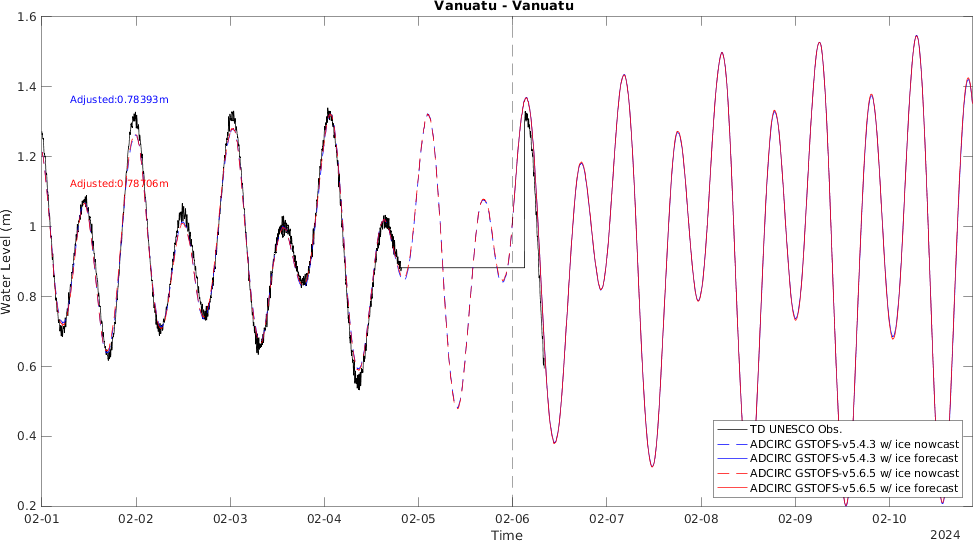 Vanuatu - Vanuatu
1.6
1.4
1.2
1
0.8
0.6
0.4
0.2
Water Level (m)
Adjusted:0.78393m
Adjusted:0.78706m
TD UNESCO Obs.
ADCIRC GSTOFS-v5.4.3 w/ ice nowcast
ADCIRC GSTOFS-v5.4.3 w/ ice forecast
ADCIRC GSTOFS-v5.6.5 w/ ice nowcast
ADCIRC GSTOFS-v5.6.5 w/ ice forecast
02-01 02-02 02-03 02-04 02-05 02-06 02-07 02-08 02-09 02-10
Time
2024